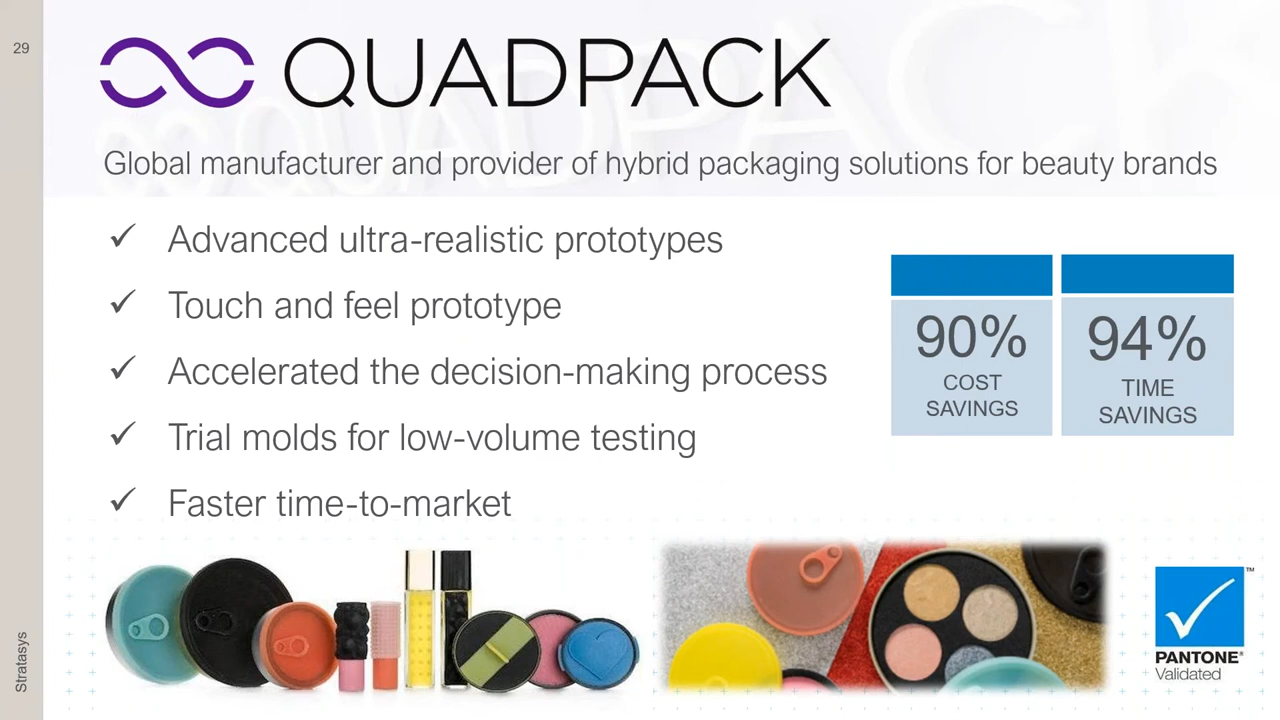 29
QUADPACK
Global manufacturer and provider of hybrid packaging solutions for beauty brands
✓ Advanced ultra-realistic prototypes
✓ Touch and feel prototype
✓ Accelerated the decision-making process
✓ Trial molds for low-volume testing
✓ Faster time-to-market
90%
COST
SAVINGS
94%
TIME
SAVINGS
PANTONE®
Validated
™
Stratasys